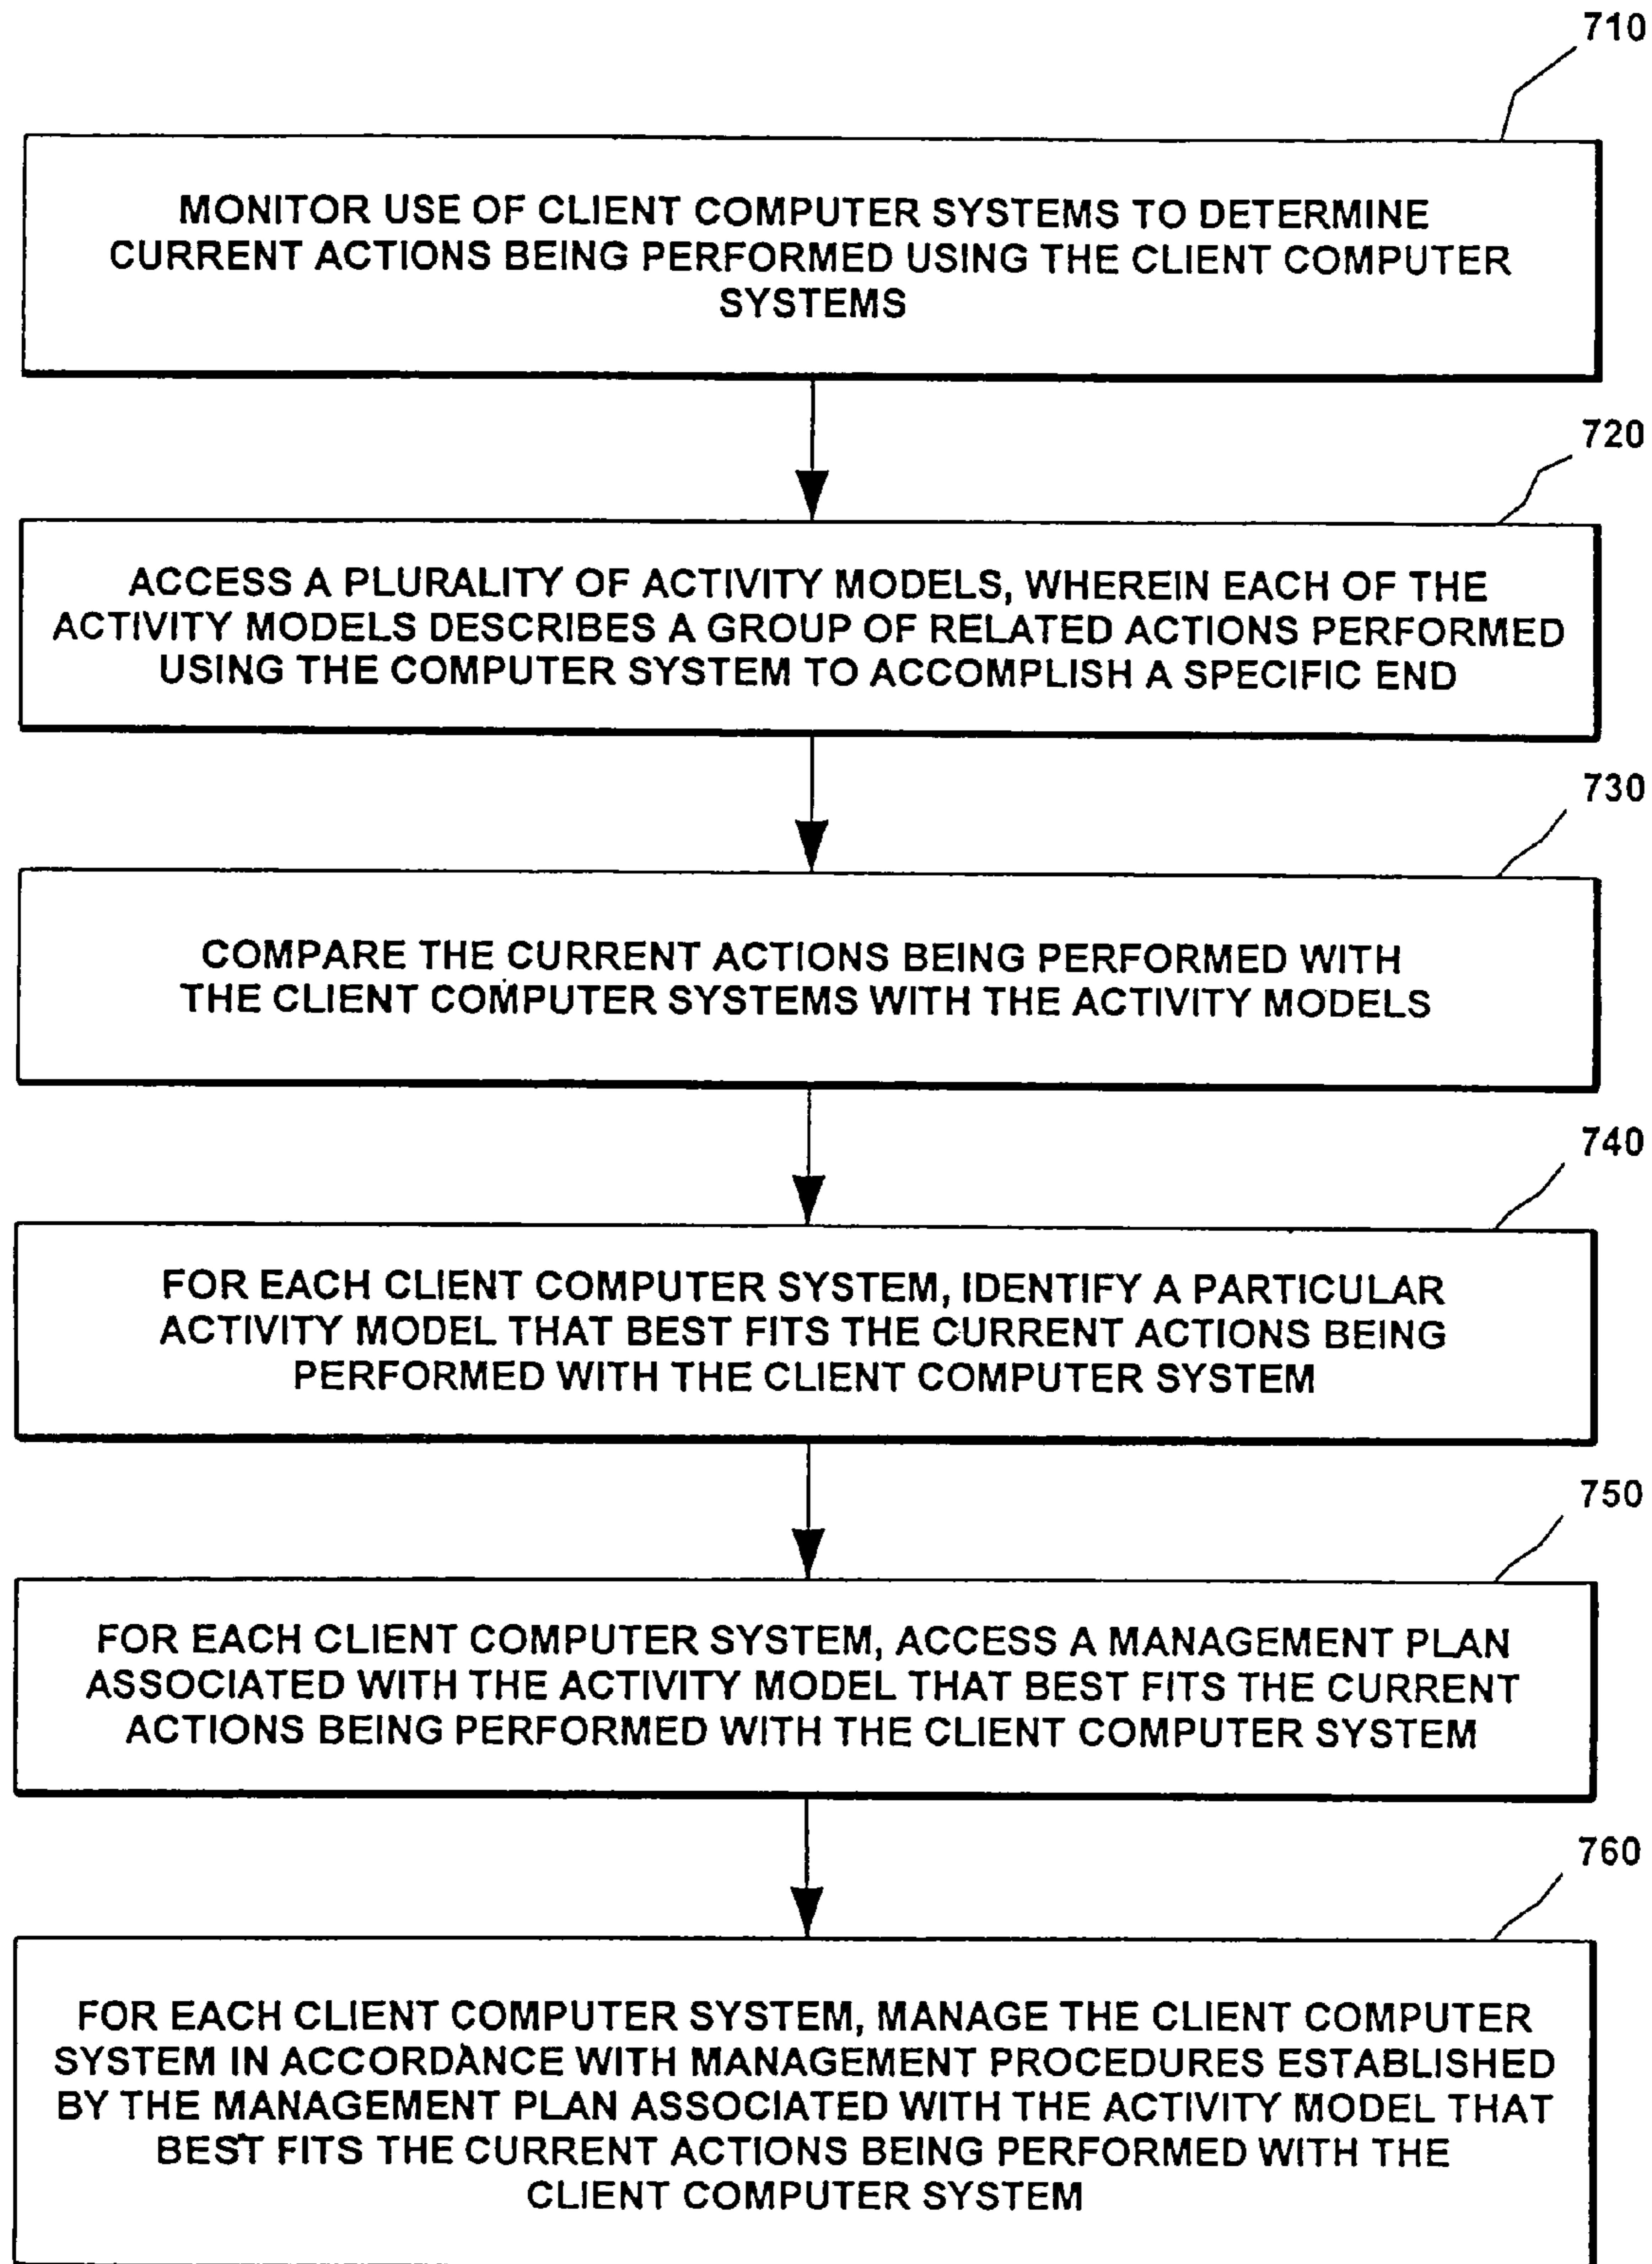 710
MONITOR USE OF CLIENT COMPUTER SYSTEMS TO DETERMINE
CURRENT ACTIONS BEING PERFORMED USING THE CLIENT COMPUTER
SYSTEMS
720
ACCESS A PLURALITY OF ACTIVITY MODELS, WHEREIN EACH OF THE
ACTIVITY MODELS DESCRIBES A GROUP OF RELATED ACTIONS PERFORMED
USING THE COMPUTER SYSTEM TO ACCOMPLISH A SPECIFIC END
730
COMPARE THE CURRENT ACTIONS BEING PERFORMED WITH
THE CLIENT COMPUTER SYSTEMS WITH THE ACTIVITY MODELS
740
FOR EACH CLIENT COMPUTER SYSTEM, IDENTIFY A PARTICULAR
ACTIVITY MODEL THAT BEST FITS THE CURRENT ACTIONS BEING
PERFORMED WITH THE CLIENT COMPUTER SYSTEM
750
FOR EACH CLIENT COMPUTER SYSTEM, ACCESS A MANAGEMENT PLAN
ASSOCIATED WITH THE ACTIVITY MODEL THAT BEST FITS THE CURRENT
ACTIONS BEING PERFORMED WITH THE CLIENT COMPUTER SYSTEM
760
FOR EACH CLIENT COMPUTER SYSTEM, MANAGE THE CLIENT COMPUTER
SYSTEM IN ACCORDANCE WITH MANAGEMENT PROCEDURES ESTABLISHED
BY THE MANAGEMENT PLAN ASSOCIATED WITH THE ACTIVITY MODEL THAT
BEST FITS THE CURRENT ACTIONS BEING PERFORMED WITH THE
CLIENT COMPUTER SYSTEM